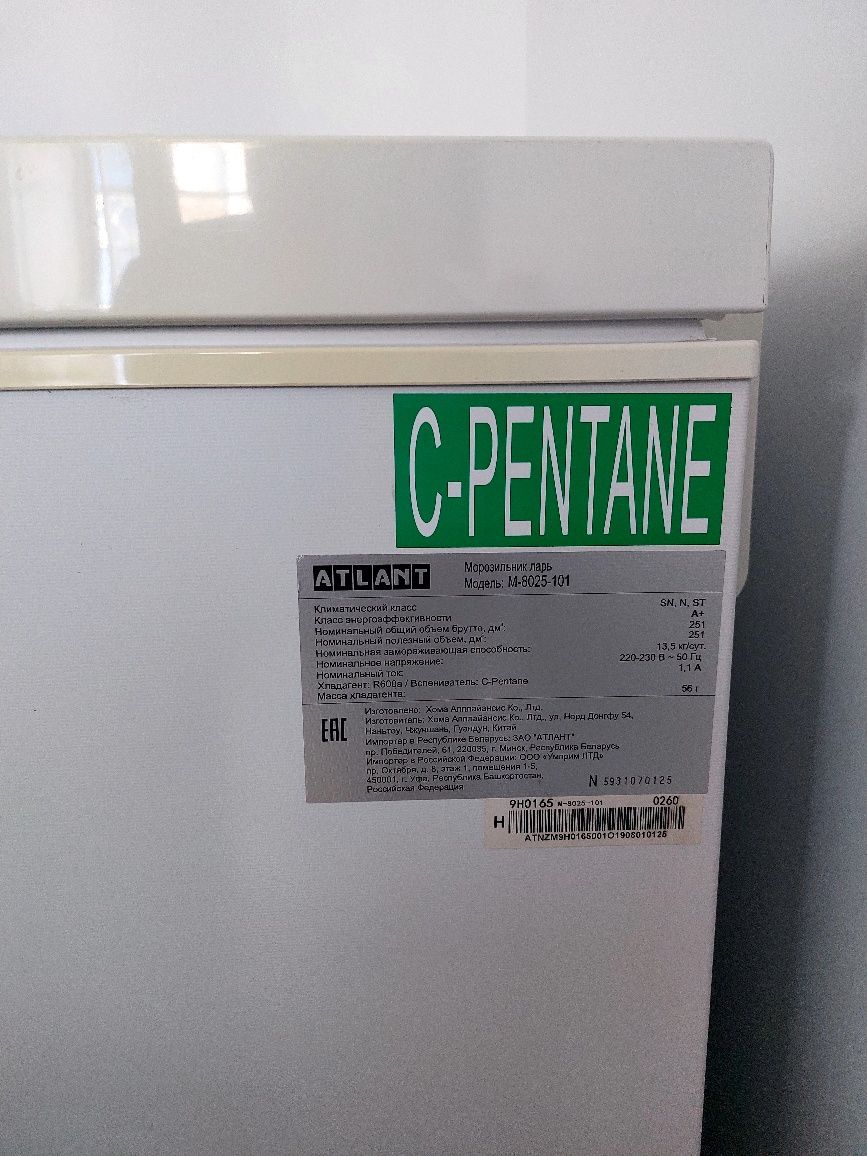 C-PENTANE
ATLANT
Морозильник ларь
Модель: М-8025-101
Климатический класс SN, N, ST
Класс энергоэффективности A+
Номинальный общий объем брутто, дм³: 251
Номинальный полезный объем, дм³: 251
Номинальная замораживающая способность: 13,5 кг/сут.
Номинальное напряжение: 220-230 В ~ 50 Гц
Номинальный ток: 1,1 А
Хладагент: R600a / Вспениватель: C-Pentane
Масса хладагента: 56 г
EAC
Изготовлено: Хома Апплайансис Ко., Лтд.
Изготовитель: Хома Апплайансис Ко., Лтд., ул. Норд Донгфу 54,
Наньтоу, Чжуншань, Гуандун, Китай
Импортер в Республике Беларусь: ЗАО "АТЛАНТ"
пр. Победителей, 61, 220035, г. Минск, Республика Беларусь
Импортер в Российской Федерации: ООО «Умприм ЛТД»
пр. Октября, д. 6, этаж 1, помещения 1-5,
450001, г. Уфа, Республика Башкортостан,
Российская Федерация
N 5931070125
9H0165 M-8025-101 0260
H
ATNZM9H0165001O1906010125